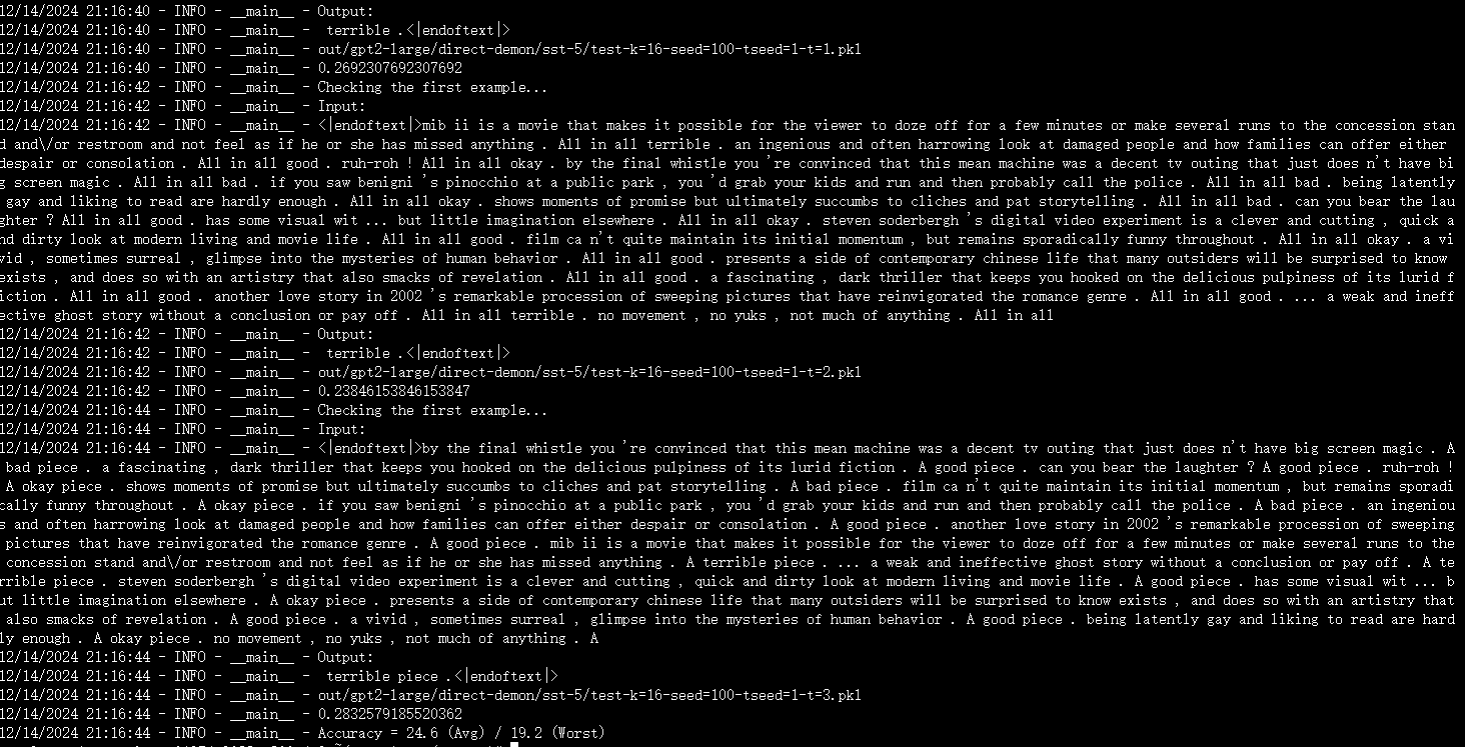 12/14/2024 21:16:40 - INFO - __main__ - Output:
12/14/2024 21:16:40 - INFO - __main__ -  terrible .<|endoftext|>
12/14/2024 21:16:40 - INFO - __main__ - out/gpt2-large/direct-demon/sst-5/test-k=16-seed=100-tseed=1-t=1.pkl
12/14/2024 21:16:40 - INFO - __main__ - 0.2692307692307692
12/14/2024 21:16:42 - INFO - __main__ - Checking the first example...
12/14/2024 21:16:42 - INFO - __main__ - Input:
12/14/2024 21:16:42 - INFO - __main__ - <|endoftext|>mib ii is a movie that makes it possible for the viewer to doze off for a few minutes or make several runs to the concession stan
d and\/or restroom and not feel as if he or she has missed anything . All in all terrible . an ingenious and often harrowing look at damaged people and how families can offer either
despair or consolation . All in all good . ruh-roh ! All in all okay . by the final whistle you 're convinced that this mean machine was a decent tv outing that just does n't have bi
g screen magic . All in all bad . if you saw benigni 's pinocchio at a public park , you 'd grab your kids and run and then probably call the police . All in all bad . being latently
gay and liking to read are hardly enough . All in all okay . shows moments of promise but ultimately succumbs to cliches and pat storytelling . All in all bad . can you bear the lau
ghter ? All in all good . has some visual wit ... but little imagination elsewhere . All in all okay . steven soderbergh 's digital video experiment is a clever and cutting , quick a
nd dirty look at modern living and movie life . All in all good . film ca n't quite maintain its initial momentum , but remains sporadically funny throughout . All in all okay . a vi
vid , sometimes surreal , glimpse into the mysteries of human behavior . All in all good . presents a side of contemporary chinese life that many outsiders will be surprised to know
exists , and does so with an artistry that also smacks of revelation . All in all good . a fascinating , dark thriller that keeps you hooked on the delicious pulpiness of its lurid f
iction . All in all good . another love story in 2002 's remarkable procession of sweeping pictures that have reinvigorated the romance genre . All in all good . ... a weak and ineff
ective ghost story without a conclusion or pay off . All in all terrible . no movement , no yuks , not much of anything . All in all
12/14/2024 21:16:42 - INFO - __main__ - Output:
12/14/2024 21:16:42 - INFO - __main__ -  terrible .<|endoftext|>
12/14/2024 21:16:42 - INFO - __main__ - out/gpt2-large/direct-demon/sst-5/test-k=16-seed=100-tseed=1-t=2.pkl
12/14/2024 21:16:42 - INFO - __main__ - 0.23846153846153847
12/14/2024 21:16:44 - INFO - __main__ - Checking the first example...
12/14/2024 21:16:44 - INFO - __main__ - Input:
12/14/2024 21:16:44 - INFO - __main__ - <|endoftext|>by the final whistle you 're convinced that this mean machine was a decent tv outing that just does n't have big screen magic . A
bad piece . a fascinating , dark thriller that keeps you hooked on the delicious pulpiness of its lurid fiction . A good piece . can you bear the laughter ? A good piece . ruh-roh !
A okay piece . shows moments of promise but ultimately succumbs to cliches and pat storytelling . A bad piece . film ca n't quite maintain its initial momentum , but remains sporadi
cally funny throughout . A okay piece . if you saw benigni 's pinocchio at a public park , you 'd grab your kids and run and then probably call the police . A bad piece . an ingeniou
s and often harrowing look at damaged people and how families can offer either despair or consolation . A good piece . another love story in 2002 's remarkable procession of sweeping
pictures that have reinvigorated the romance genre . A good piece . mib ii is a movie that makes it possible for the viewer to doze off for a few minutes or make several runs to the
concession stand and\/or restroom and not feel as if he or she has missed anything . A terrible piece . ... a weak and ineffective ghost story without a conclusion or pay off . A te
rrible piece . steven soderbergh 's digital video experiment is a clever and cutting , quick and dirty look at modern living and movie life . A good piece . has some visual wit ... b
ut little imagination elsewhere . A okay piece . presents a side of contemporary chinese life that many outsiders will be surprised to know exists , and does so with an artistry that
also smacks of revelation . A good piece . a vivid , sometimes surreal , glimpse into the mysteries of human behavior . A good piece . being latently gay and liking to read are hard
ly enough . A okay piece . no movement , no yuks , not much of anything . A
12/14/2024 21:16:44 - INFO - __main__ - Output:
12/14/2024 21:16:44 - INFO - __main__ -  terrible piece .<|endoftext|>
12/14/2024 21:16:44 - INFO - __main__ - out/gpt2-large/direct-demon/sst-5/test-k=16-seed=100-tseed=1-t=3.pkl
12/14/2024 21:16:44 - INFO - __main__ - 0.2832579185520362
12/14/2024 21:16:44 - INFO - __main__ - Accuracy = 24.6 (Avg) / 19.2 (Worst)